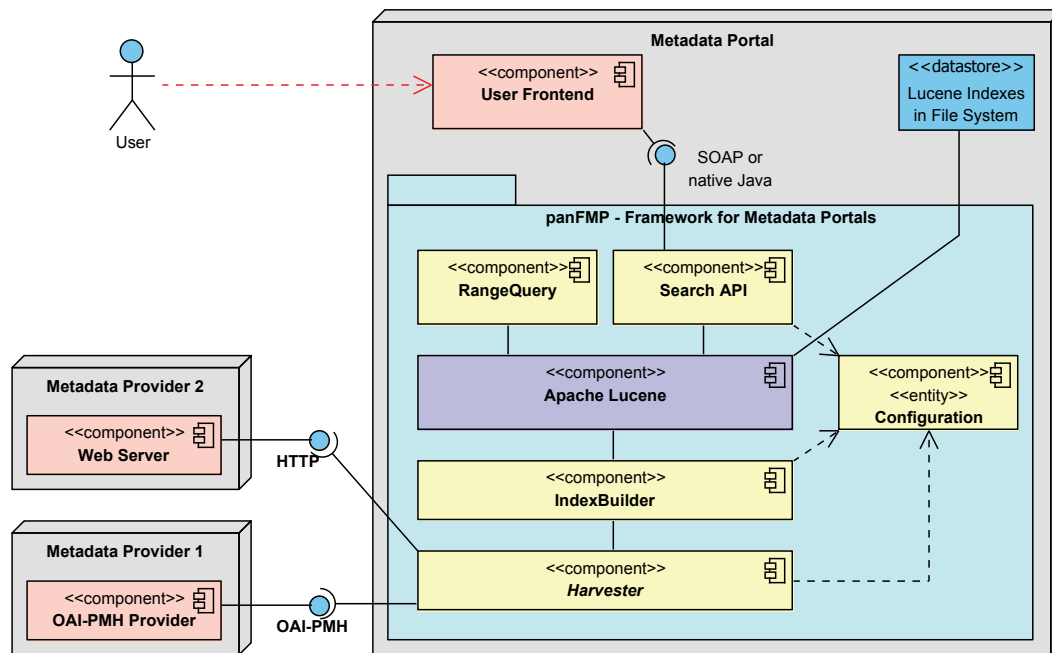 Metadata Portal
<<component>>
User Frontend
<<datastore>>
Lucene Indexes
in File System
User
SOAP or
native Java
panFMP - Framework for Metadata Portals
<<component>>
RangeQuery
<<component>>
Search API
<<component>>
Apache Lucene
<<component>>
<<entity>>
Configuration
Metadata Provider 2
<<component>>
Web Server
HTTP
<<component>>
IndexBuilder
Metadata Provider 1
<<component>>
OAI-PMH Provider
OAI-PMH
<<component>>
Harvester